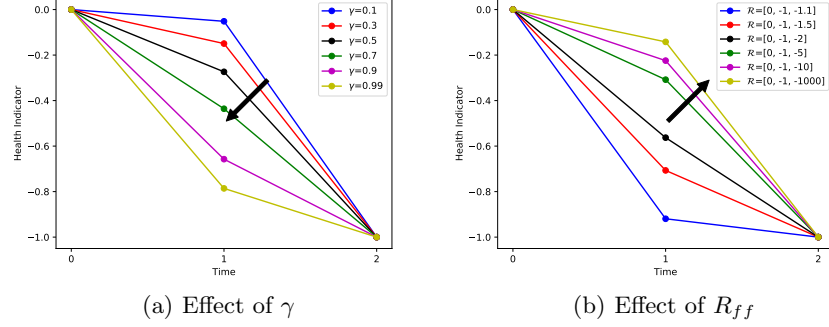 0.0
−0.2
−0.4
−0.6
−0.8
−1.0
Health Indicator
0
1
2
Time
γ=0.1
γ=0.3
γ=0.5
γ=0.7
γ=0.9
γ=0.99
(a) Effect of γ
0.0
−0.2
−0.4
−0.6
−0.8
−1.0
Health Indicator
0
1
2
Time
ℛ=[0, -1, -1.1]
ℛ=[0, -1, -1.5]
ℛ=[0, -1, -2]
ℛ=[0, -1, -5]
ℛ=[0, -1, -10]
ℛ=[0, -1, -1000]
(b) Effect of R_{ff}